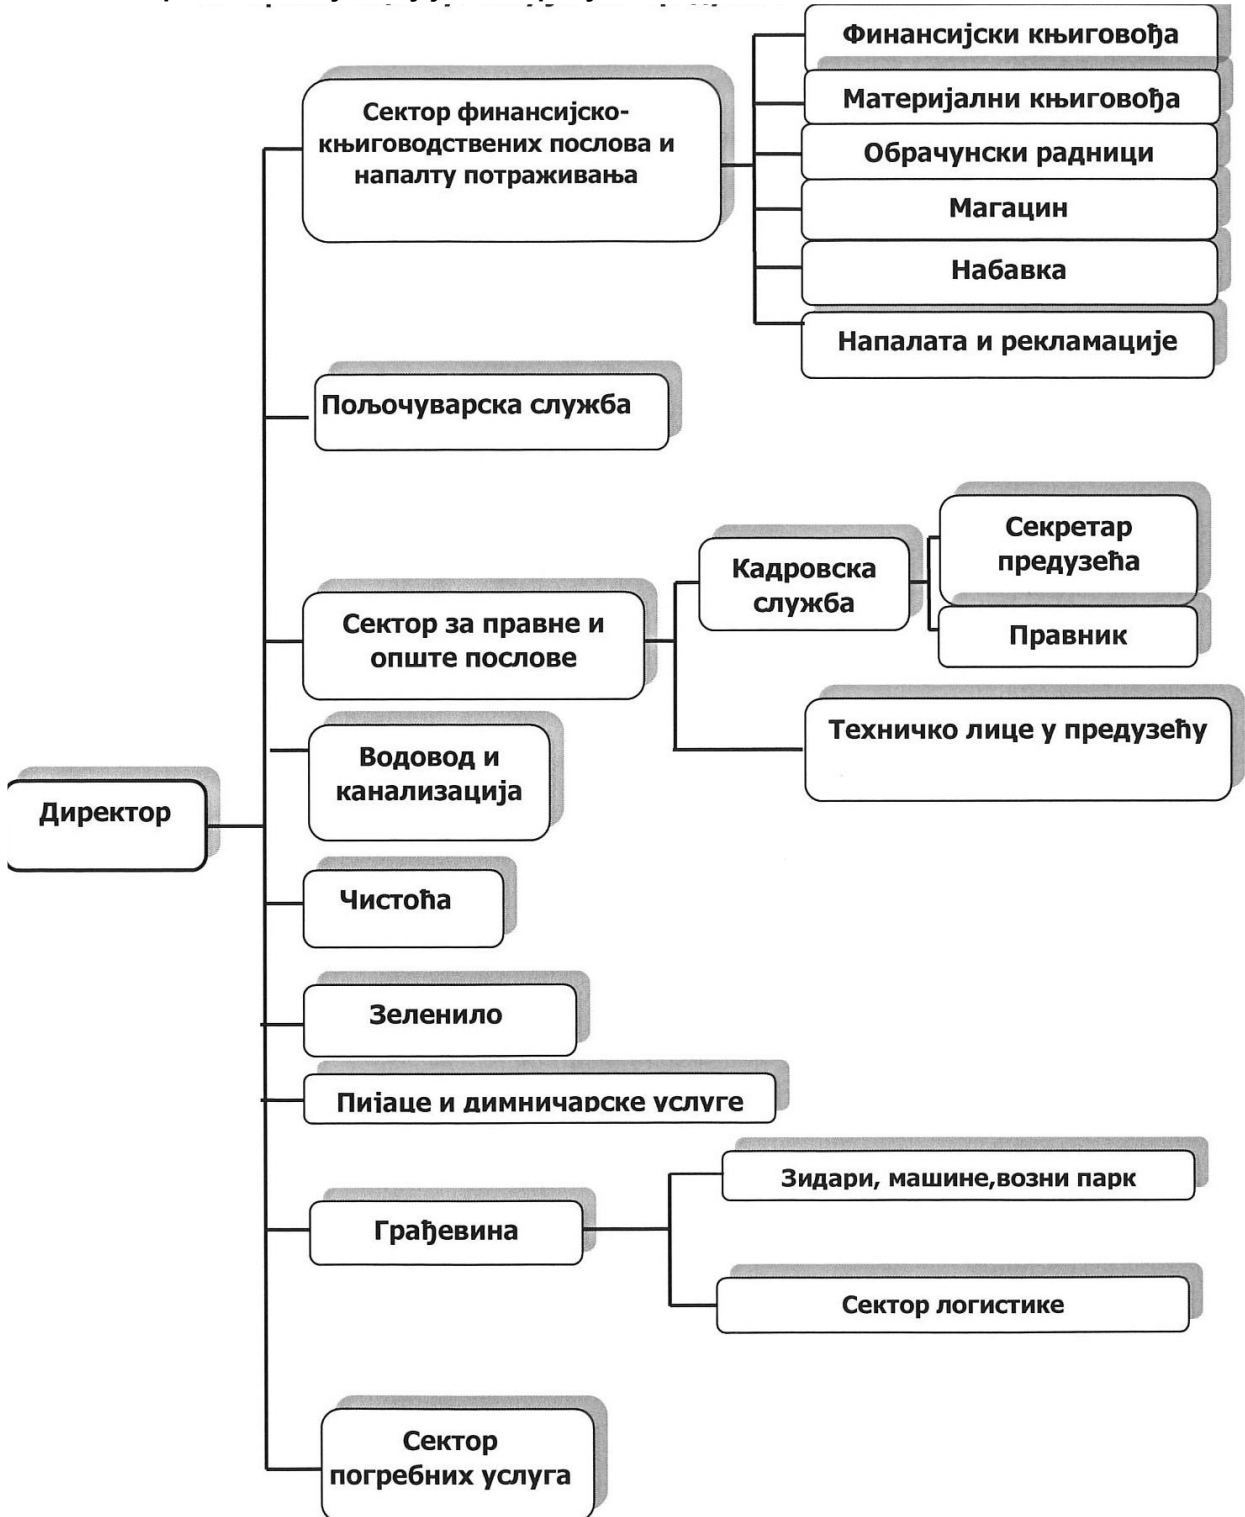 Финансијски књиговођа
Сектор финансијско-
књиговодствених послова и
напалту потраживања
Материјални књиговођа
Обрачунски радници
Магацин
Набавка
Напалата и рекламације
Пољочуварска служба
Сектор за правне и
опште послове
Кадровска
служба
Секретар
предузећа
Правник
Техничко лице у предузећу
Водовод и
канализација
Директор
Чистоћа
Зеленило
Пијаце и димничарске услуге
Грађевина
Зидари, машине,возни парк
Сектор логистике
Сектор
погребних услуга